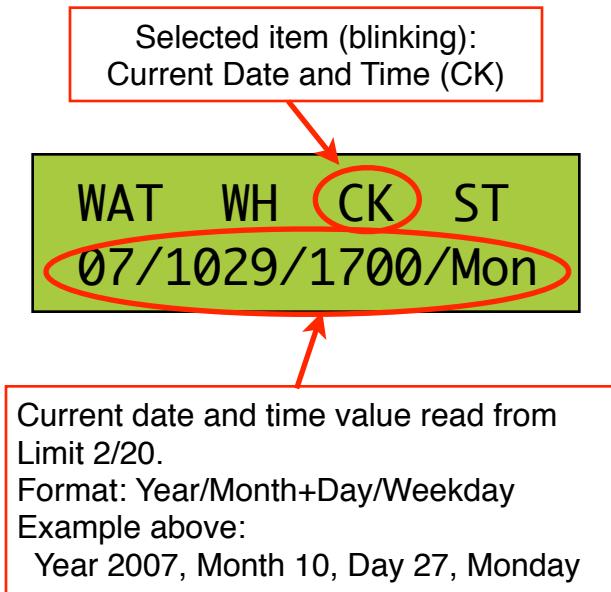 Selected item (blinking):
Current Date and Time (CK)
WAT WH CK ST
07/1029/1700/Mon
Current date and time value read from
Limit 2/20.
Format: Year/Month+Day/Weekday
Example above:
Year 2007, Month 10, Day 27, Monday